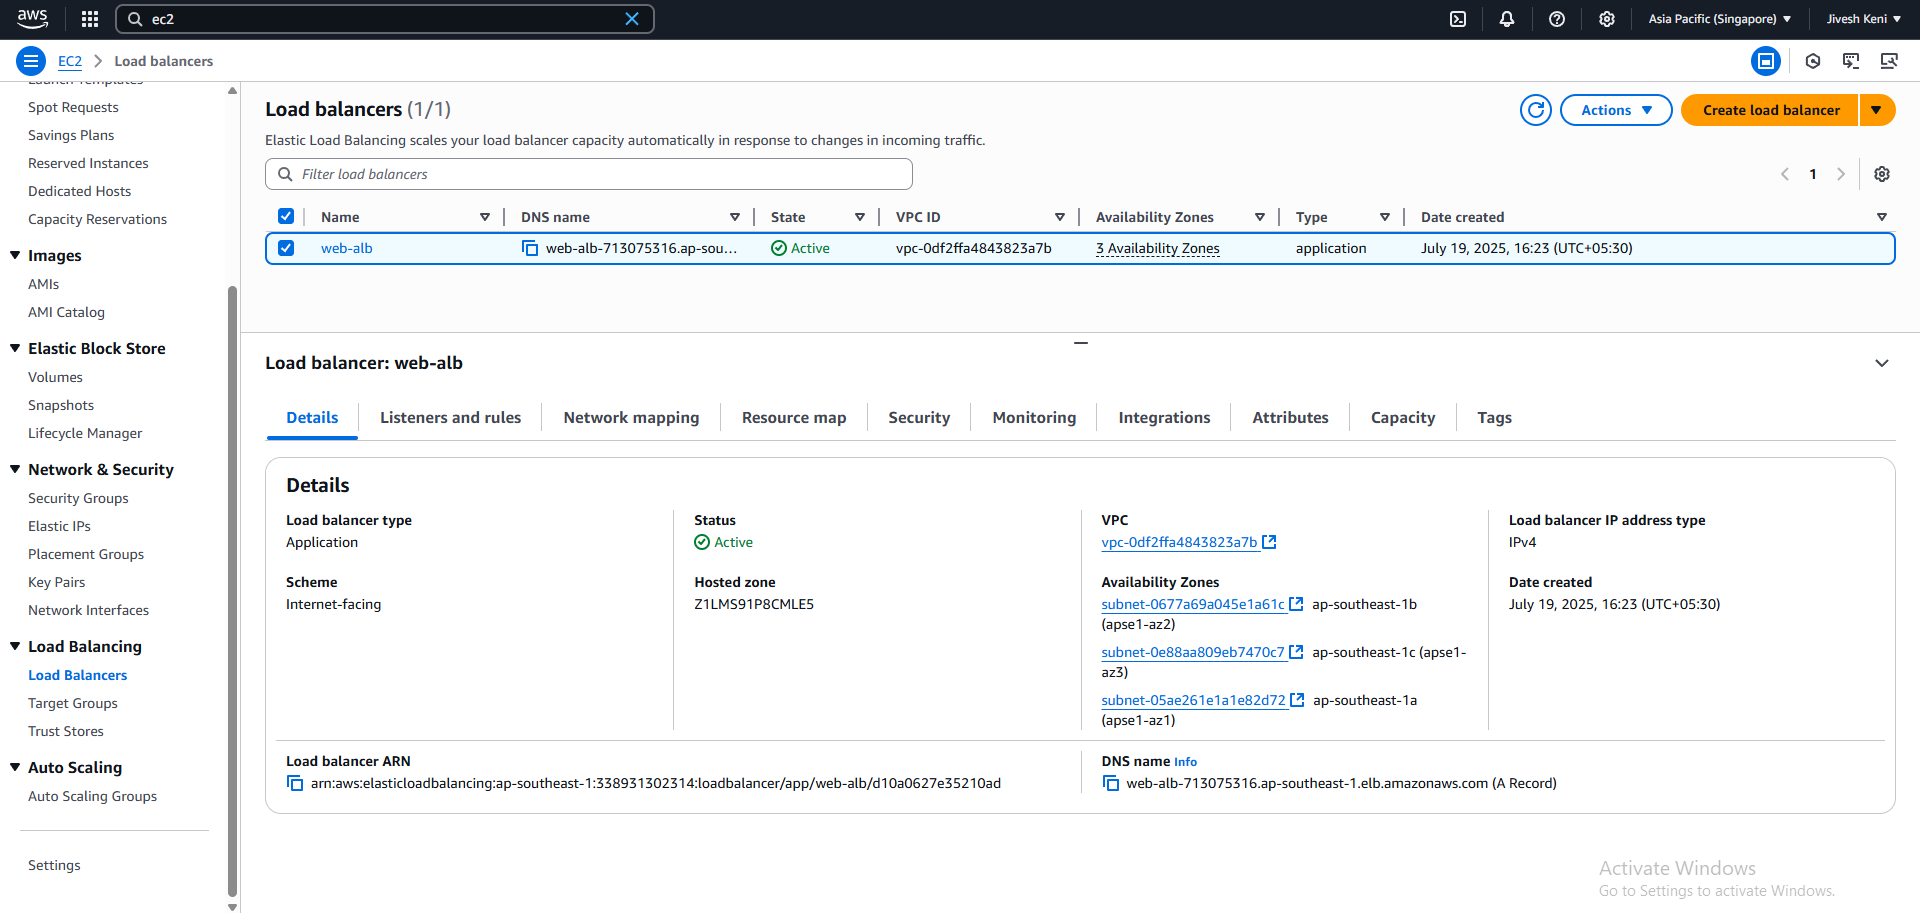 aws
ec2
Asia Pacific (Singapore)
Jivesh Keni
EC2
Load balancers
Launch Templates
Spot Requests
Savings Plans
Reserved Instances
Dedicated Hosts
Capacity Reservations
Images
AMIs
AMI Catalog
Elastic Block Store
Volumes
Snapshots
Lifecycle Manager
Network & Security
Security Groups
Elastic IPs
Placement Groups
Key Pairs
Network Interfaces
Load Balancing
Load Balancers
Target Groups
Trust Stores
Auto Scaling
Auto Scaling Groups
Settings
Load balancers (1/1)
Actions
Create load balancer
Elastic Load Balancing scales your load balancer capacity automatically in response to changes in incoming traffic.
Filter load balancers
1
Name DNS name State VPC ID Availability Zones Type Date created
web-alb web-alb-713075316.ap-sou... Active vpc-0df2ffa4843823a7b 3 Availability Zones application July 19, 2025, 16:23 (UTC+05:30)
Load balancer: web-alb
Details Listeners and rules Network mapping Resource map Security Monitoring Integrations Attributes Capacity Tags
Details
Load balancer type
Application
Scheme
Internet-facing
Status
Active
Hosted zone
Z1LMS91P8CMLE5
VPC
vpc-0df2ffa4843823a7b
Availability Zones
subnet-0677a69a045e1a61c ap-southeast-1b
(apse1-az2)
subnet-0e88aa809eb7470c7 ap-southeast-1c (apse1-
az3)
subnet-05ae261e1a1e82d72 ap-southeast-1a
(apse1-az1)
Load balancer IP address type
IPv4
Date created
July 19, 2025, 16:23 (UTC+05:30)
Load balancer ARN
arn:aws:elasticloadbalancing:ap-southeast-1:338931302314:loadbalancer/app/web-alb/d10a0627e35210ad
DNS name Info
web-alb-713075316.ap-southeast-1.elb.amazonaws.com (A Record)
Activate Windows
Go to Settings to activate Windows.